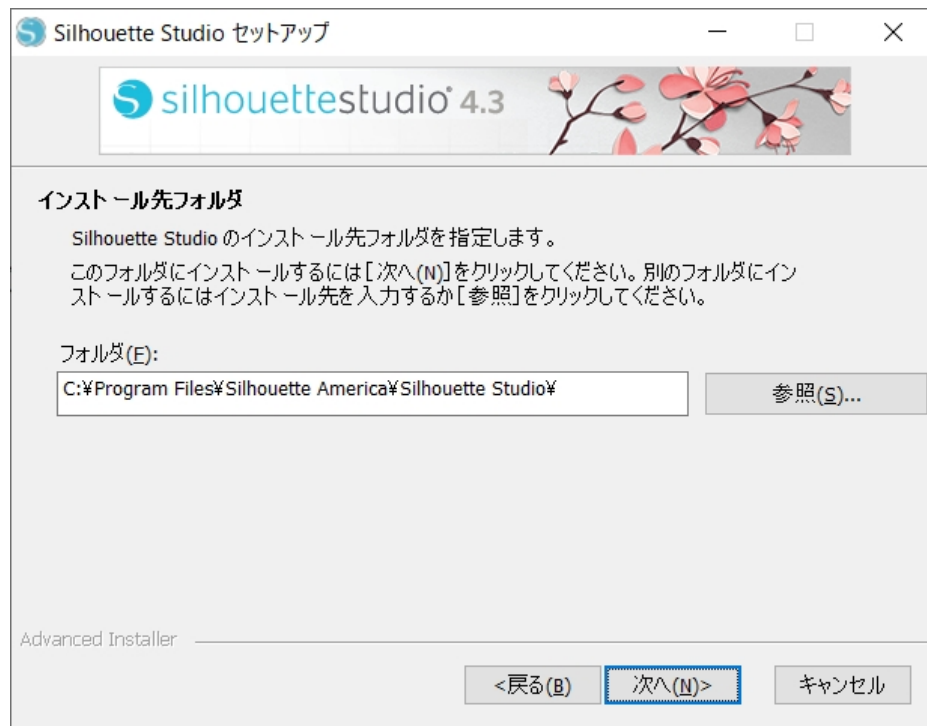 Silhouette Studio セットアップ
silhouettestudio® 4.3
インストール先フォルダ
Silhouette Studio のインストール先フォルダを指定します。
このフォルダにインストールするには[次へ(N)]をクリックしてください。別のフォルダにイン
ストールするにはインストール先を入力するか[参照]をクリックしてください。
フォルダ(F):
C:¥Program Files¥Silhouette America¥Silhouette Studio¥
参照(S)...
Advanced Installer
<戻る(B)
次へ(N)>
キャンセル